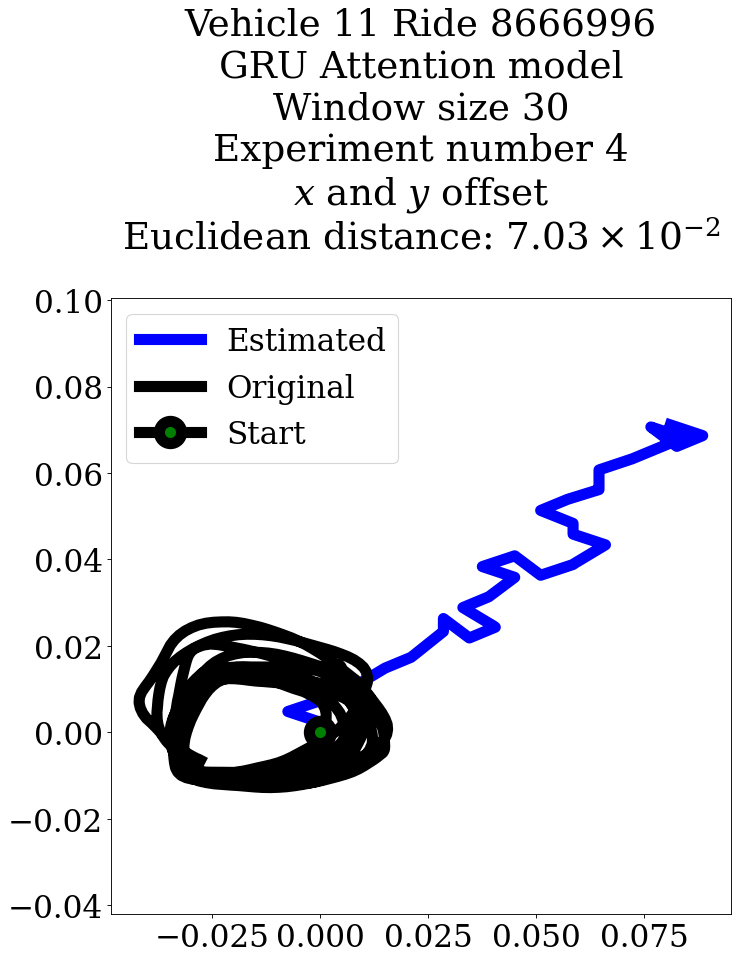 Vehicle 11 Ride 8666996
GRU Attention model
Window size 30
Experiment number 4
x and y offset
Euclidean distance: 7.03 × 10⁻²
0.10
0.08
0.06
0.04
0.02
0.00
−0.02
−0.04
Estimated
Original
Start
−0.025 0.000 0.025 0.050 0.075